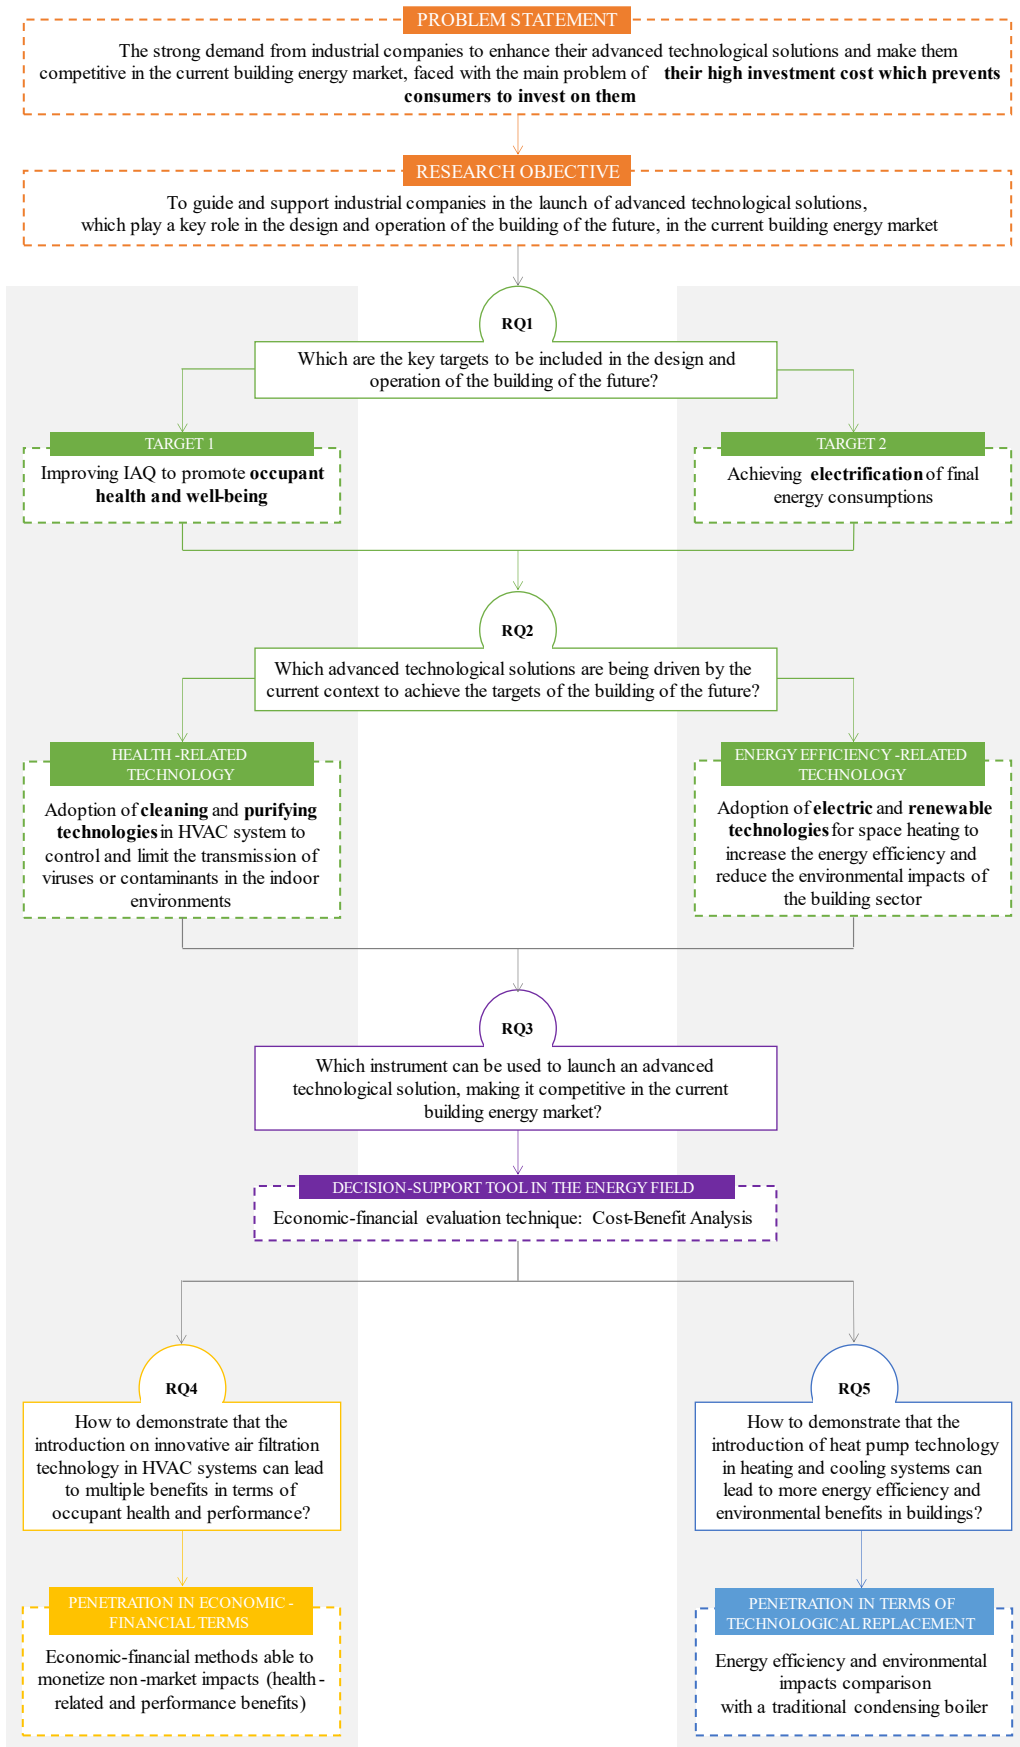 PROBLEM STATEMENT
The strong demand from industrial companies to enhance their advanced technological solutions and make them
competitive in the current building energy market, faced with the main problem of their high investment cost which prevents
consumers to invest on them
RESEARCH OBJECTIVE
To guide and support industrial companies in the launch of advanced technological solutions,
which play a key role in the design and operation of the building of the future, in the current building energy market
RQ1
Which are the key targets to be included in the design and
operation of the building of the future?
TARGET 1
Improving IAQ to promote occupant
health and well-being
TARGET 2
Achieving electrification of final
energy consumptions
RQ2
Which advanced technological solutions are being driven by the
current context to achieve the targets of the building of the future?
HEALTH-RELATED
TECHNOLOGY
Adoption of cleaning and purifying
technologies in HVAC system to
control and limit the transmission of
viruses or contaminants in the indoor
environments
ENERGY EFFICIENCY-RELATED
TECHNOLOGY
Adoption of electric and renewable
technologies for space heating to
increase the energy efficiency and
reduce the environmental impacts of
the building sector
RQ3
Which instrument can be used to launch an advanced
technological solution, making it competitive in the current
building energy market?
DECISION-SUPPORT TOOL IN THE ENERGY FIELD
Economic-financial evaluation technique: Cost-Benefit Analysis
RQ4
How to demonstrate that the
introduction on innovative air filtration
technology in HVAC systems can lead
to multiple benefits in terms of
occupant health and performance?
PENETRATION IN ECONOMIC-
FINANCIAL TERMS
Economic-financial methods able to
monetize non-market impacts (health-
related and performance benefits)
RQ5
How to demonstrate that the
introduction of heat pump technology
in heating and cooling systems can
lead to more energy efficiency and
environmental benefits in buildings?
PENETRATION IN TERMS OF
TECHNOLOGICAL REPLACEMENT
Energy efficiency and environmental
impacts comparison
with a traditional condensing boiler